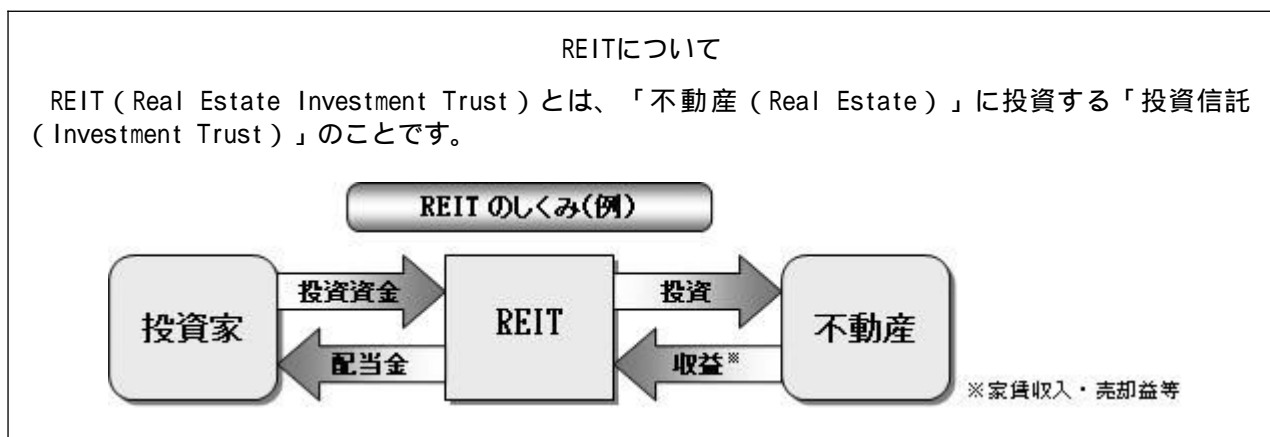 REITについて
REIT(Real Estate Investment Trust)とは、「不動産(Real Estate)」に投資する「投資信託
(Investment Trust)」のことです。
REITのしくみ(例)
投資家
投資資金
配当金
REIT
投資
収益※
不動産
※家賃収入・売却益等